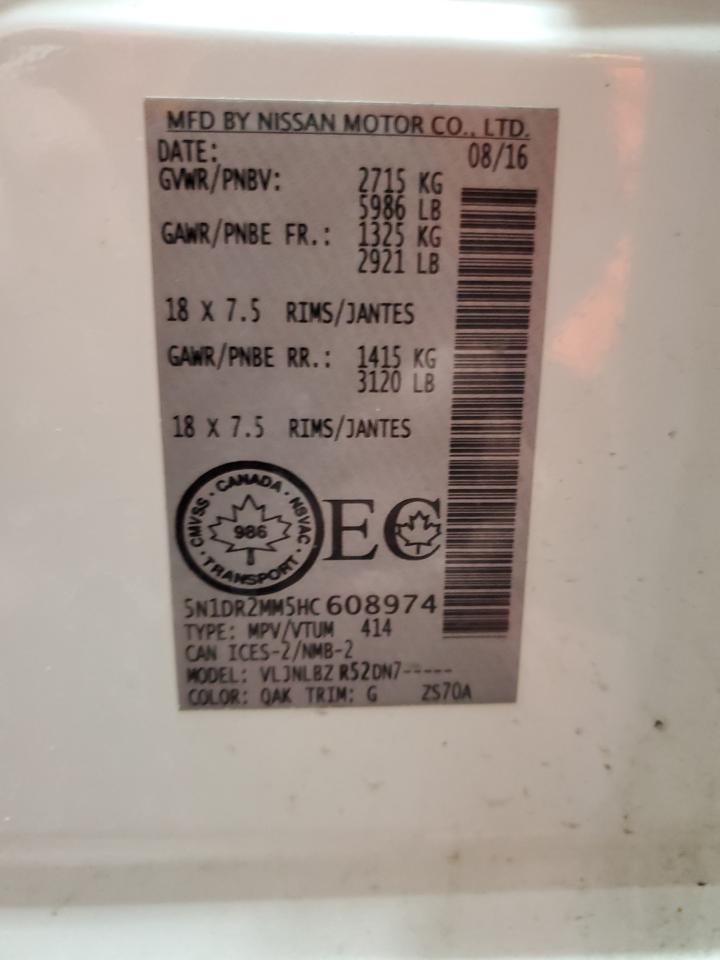 MFD BY NISSAN MOTOR CO., LTD.
DATE: 08/16
GVWR/PNBV: 2715 KG
5986 LB
GAWR/PNBE FR.: 1325 KG
2921 LB
18 X 7.5 RIMS/JANTES
GAWR/PNBE RR.: 1415 KG
3120 LB
18 X 7.5 RIMS/JANTES
CANADA · NSVAC · TRANSPORT · CMVSS ·
986
EC
5N1DR2MM5HC 608974
TYPE: MPV/VTUM 414
CAN ICES-2/NMB-2
MODEL: VLJNLBZ R52DN7-----
COLOR: QAK TRIM: G ZS70A